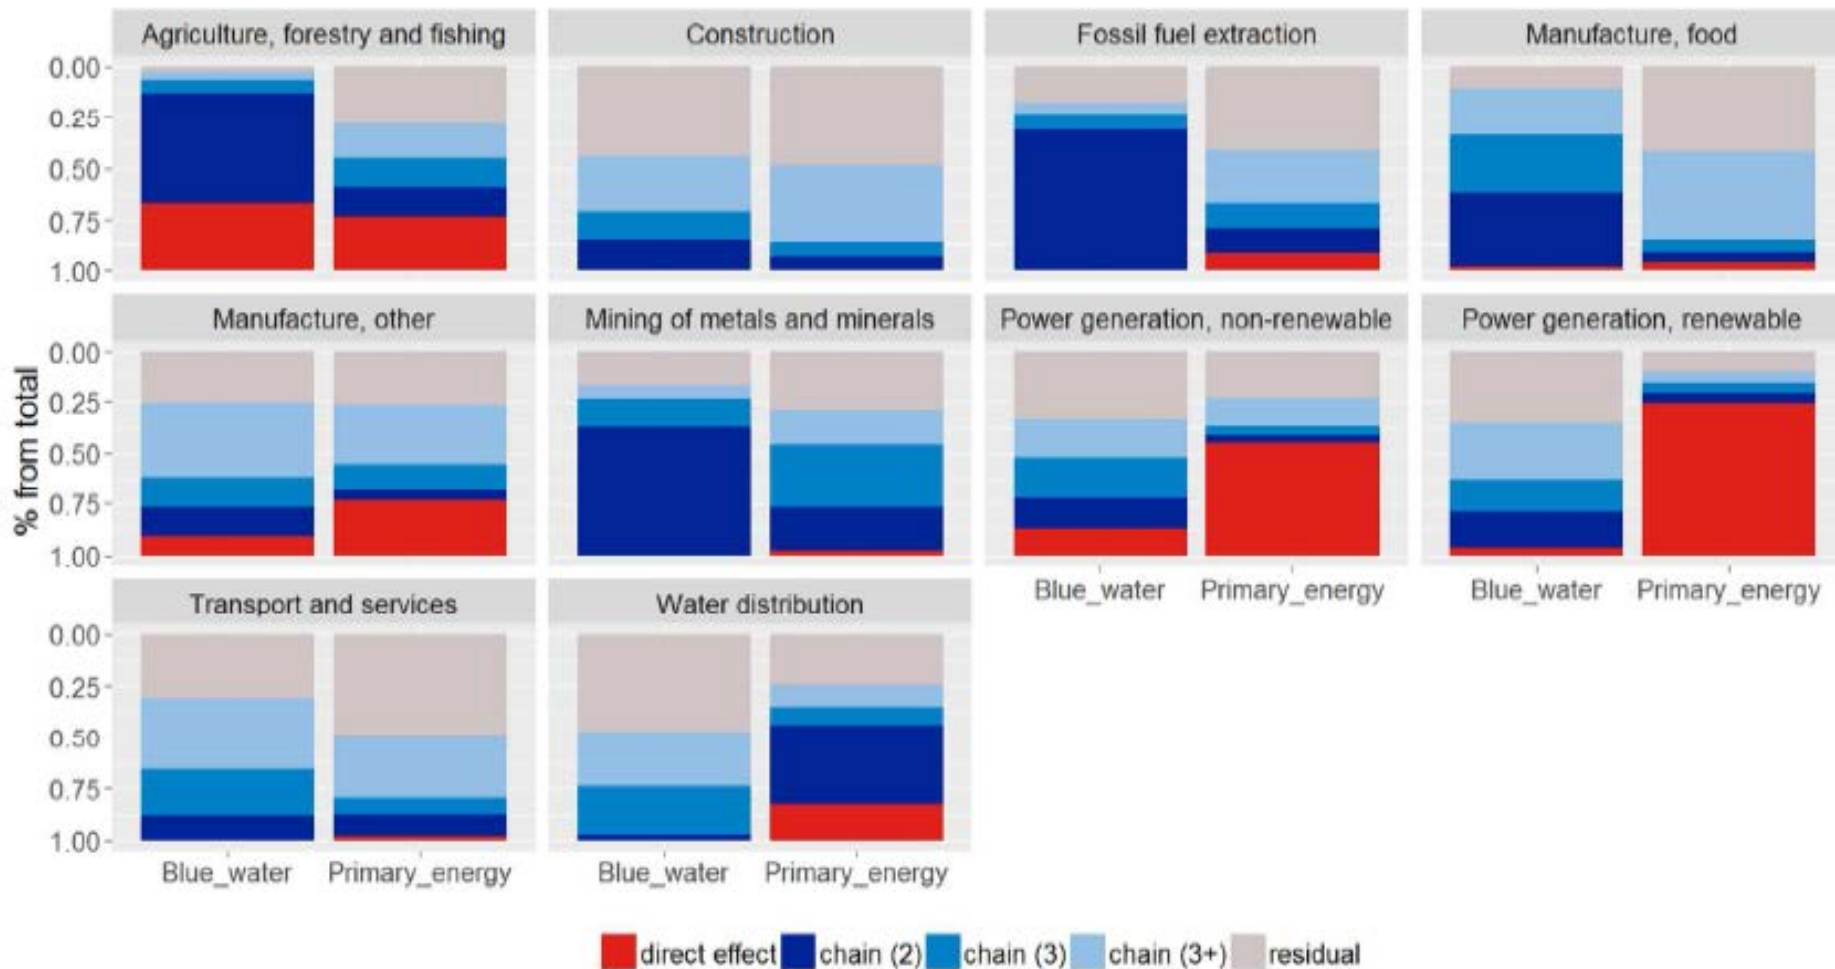 Agriculture, forestry and fishing
Construction
Fossil fuel extraction
Manufacture, food
0.00
0.25
0.50
0.75
1.00
Manufacture, other
Mining of metals and minerals
Power generation, non-renewable
Power generation, renewable
% from total
0.00
0.25
0.50
0.75
1.00
Blue_water Primary_energy
Blue_water Primary_energy
Transport and services
Water distribution
0.00
0.25
0.50
0.75
1.00
Blue_water Primary_energy
Blue_water Primary_energy
direct effect chain (2) chain (3) chain (3+) residual